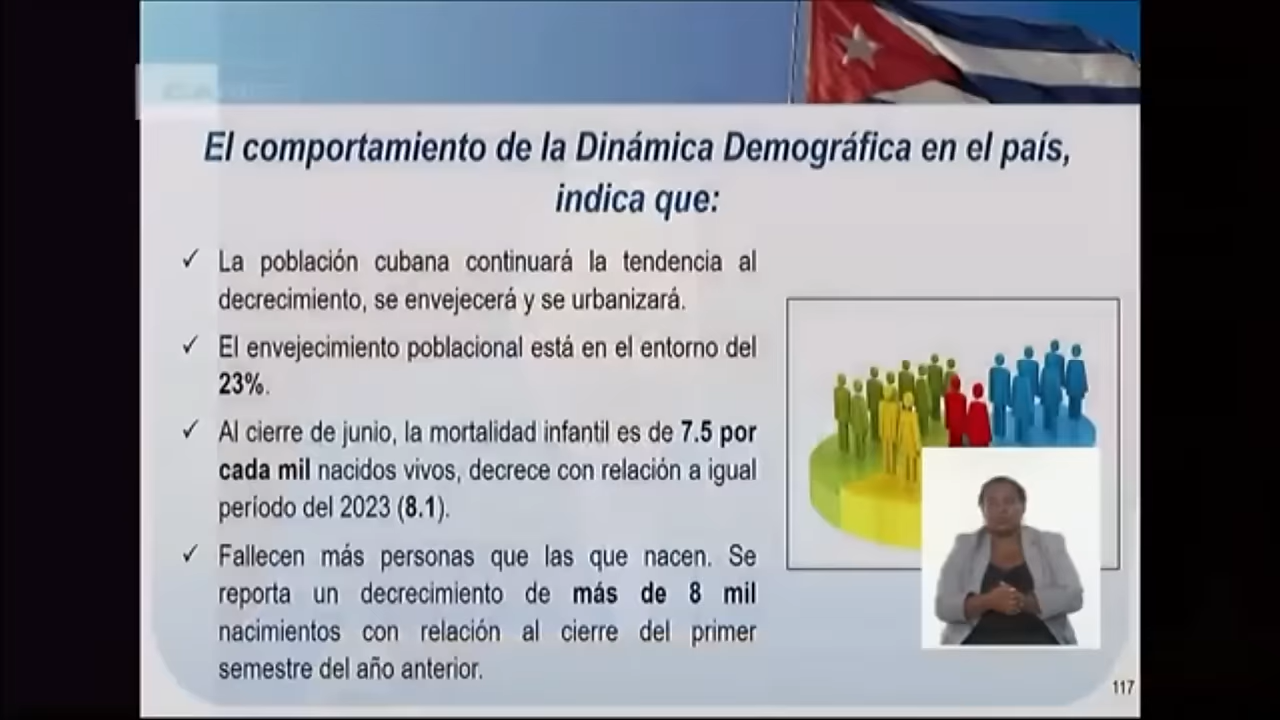 El comportamiento de la Dinámica Demográfica en el país,
indica que:
✓ La población cubana continuará la tendencia al
decrecimiento, se envejecerá y se urbanizará.
✓ El envejecimiento poblacional está en el entorno del
23%.
✓ Al cierre de junio, la mortalidad infantil es de 7.5 por
cada mil nacidos vivos, decrece con relación a igual
período del 2023 (8.1).
✓ Fallecen más personas que las que nacen. Se
reporta un decrecimiento de más de 8 mil
nacimientos con relación al cierre del primer
semestre del año anterior.
117